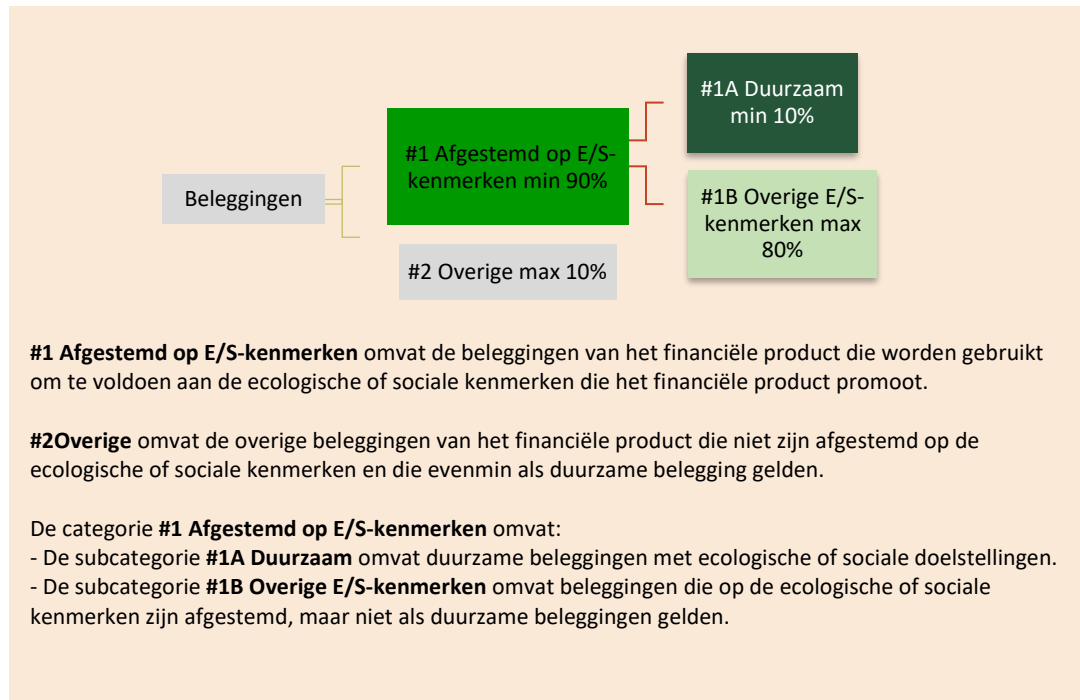 #1A Duurzaam
min 10%
#1 Afgestemd op E/S-
kenmerken min 90%
Beleggingen
#1B Overige E/S-
kenmerken max
80%
#2 Overige max 10%
#1 Afgestemd op E/S-kenmerken omvat de beleggingen van het financiële product die worden gebruikt
om te voldoen aan de ecologische of sociale kenmerken die het financiële product promoot.
#2Overige omvat de overige beleggingen van het financiële product die niet zijn afgestemd op de
ecologische of sociale kenmerken en die evenmin als duurzame belegging gelden.
De categorie #1 Afgestemd op E/S-kenmerken omvat:
- De subcategorie #1A Duurzaam omvat duurzame beleggingen met ecologische of sociale doelstellingen.
- De subcategorie #1B Overige E/S-kenmerken omvat beleggingen die op de ecologische of sociale
kenmerken zijn afgestemd, maar niet als duurzame beleggingen gelden.